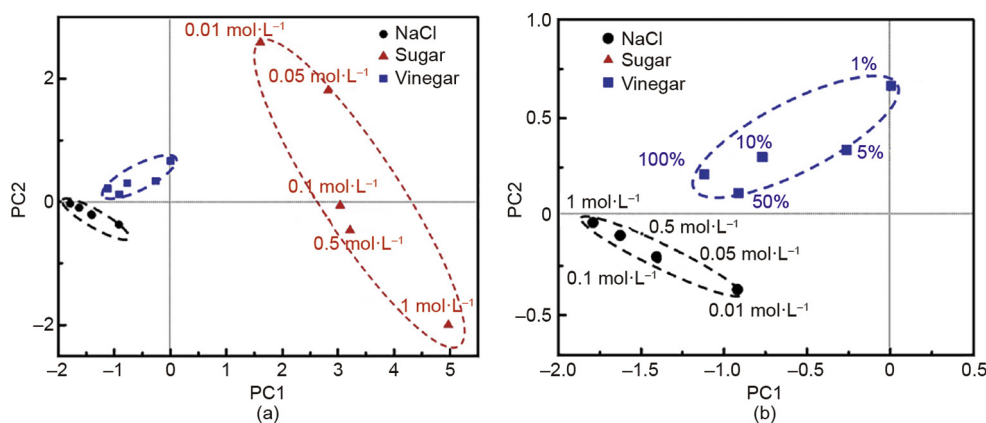 0.01 mol·L⁻¹
NaCl
Sugar
Vinegar
0.05 mol·L⁻¹
0.1 mol·L⁻¹
0.5 mol·L⁻¹
1 mol·L⁻¹
PC2
2
0
–2
–2 –1 0 1 2 3 4 5
PC1
(a)
NaCl
Sugar
Vinegar
1%
10%
5%
100%
50%
1 mol·L⁻¹
0.5 mol·L⁻¹
0.05 mol·L⁻¹
0.1 mol·L⁻¹
0.01 mol·L⁻¹
PC2
1.0
0.5
0
–0.5
–2.0 –1.5 –1.0 –0.5 0 0.5
PC1
(b)